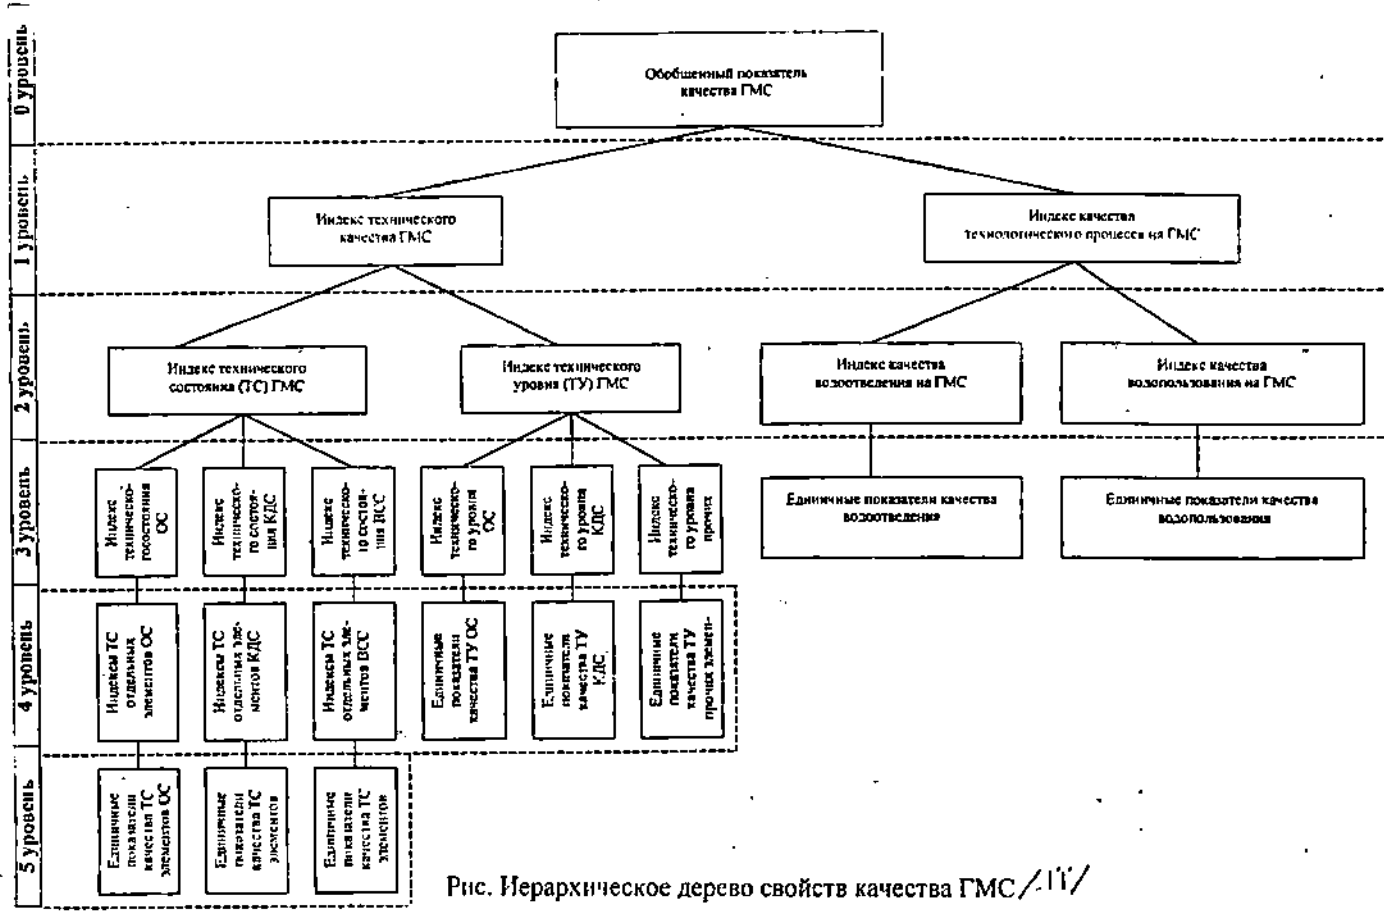 0 уровень
Обобщенный показатель
качества ГМС
1 уровень
Индекс технического
качества ГМС
Индекс качества
технологического процесса на ГМС
2 уровень
Индекс технического
состояния (ТС) ГМС
Индекс технического
уровня (ТУ) ГМС
Индекс качества
водоотведения на ГМС
Индекс качества
водопользования на ГМС
3 уровень
Индекс
техническо-
госостояния
ОС
Индекс
техническо-
го состоя-
ния КДС
Индекс
техническо-
го состоя-
ния ВСС
Индекс
техническо-
го уровня
ОС
Индекс
техническо-
го уровня
КДС
Индекс
техническо-
го уровня
прочих
Единичные показатели качества
водоотведения
Единичные показатели качества
водопользования
4 уровень
Индексы ТС
отдельных
элементов ОС
Индексы ТС
отдельных эле-
ментов КДС
Индексы ТС
отдельных эле-
ментов ВСС
Единичные
показатели
качества ТУ ОС
Единичные
показатели
качества ТУ
КДС
Единичные
показатели
качества ТУ
прочих элемен-
5 уровень
Единичные
показатели
качества ТС
элементов ОС
Единичные
показатели
качества ТС
элементов
Единичные
показатели
качества ТС
элементов
Рис. Иерархическое дерево свойств качества ГМС